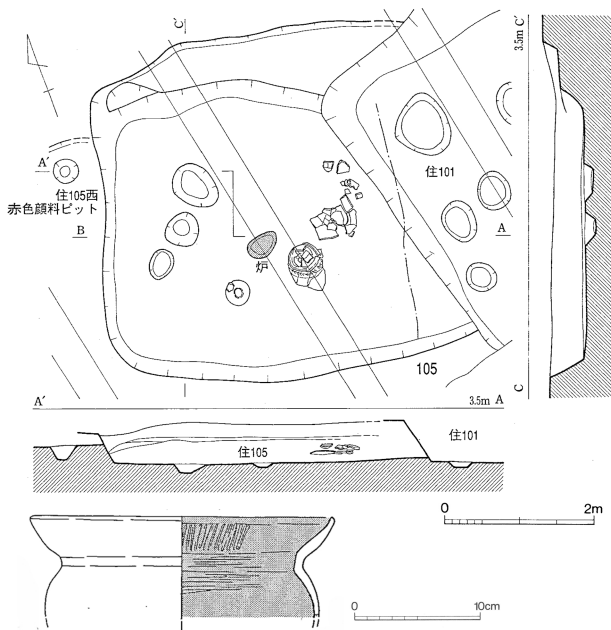 C'
3.5m C'
A'
住105西
赤色顔料ピット
B
住101
A
炉
105
C
A'
3.5m A
住105
住101
0 2m
0 10cm